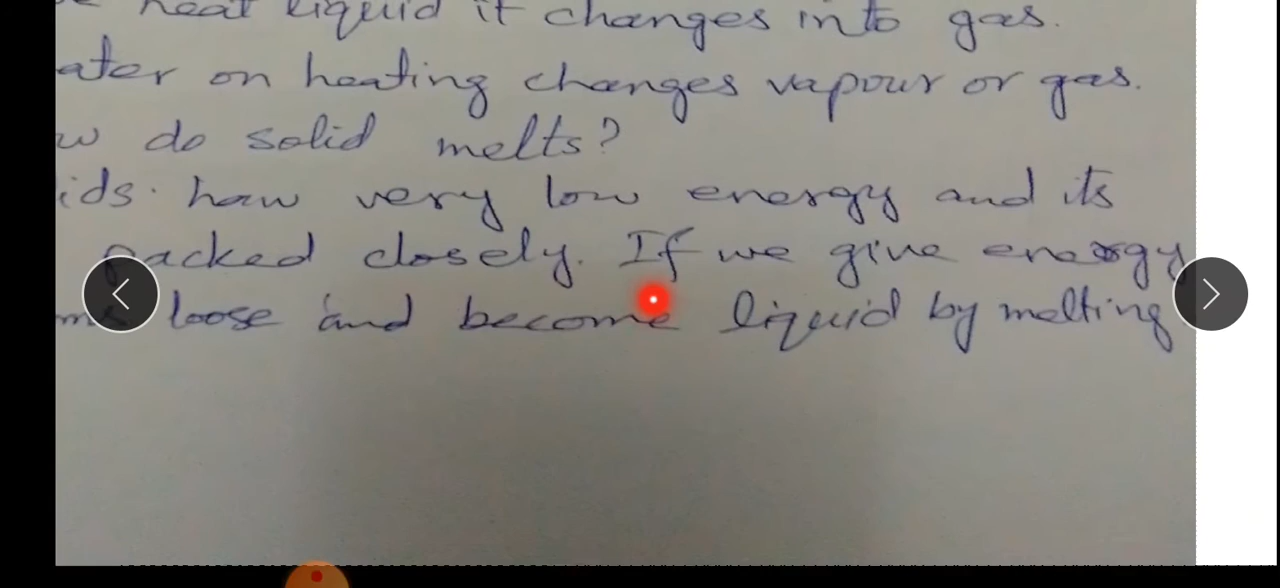 heat liquid it changes into gas.
ater on heating changes vapour or gas.
w do solid melts?
ids. how very low energy and its
packed closely. If we give energy
loose and become liquid by melting